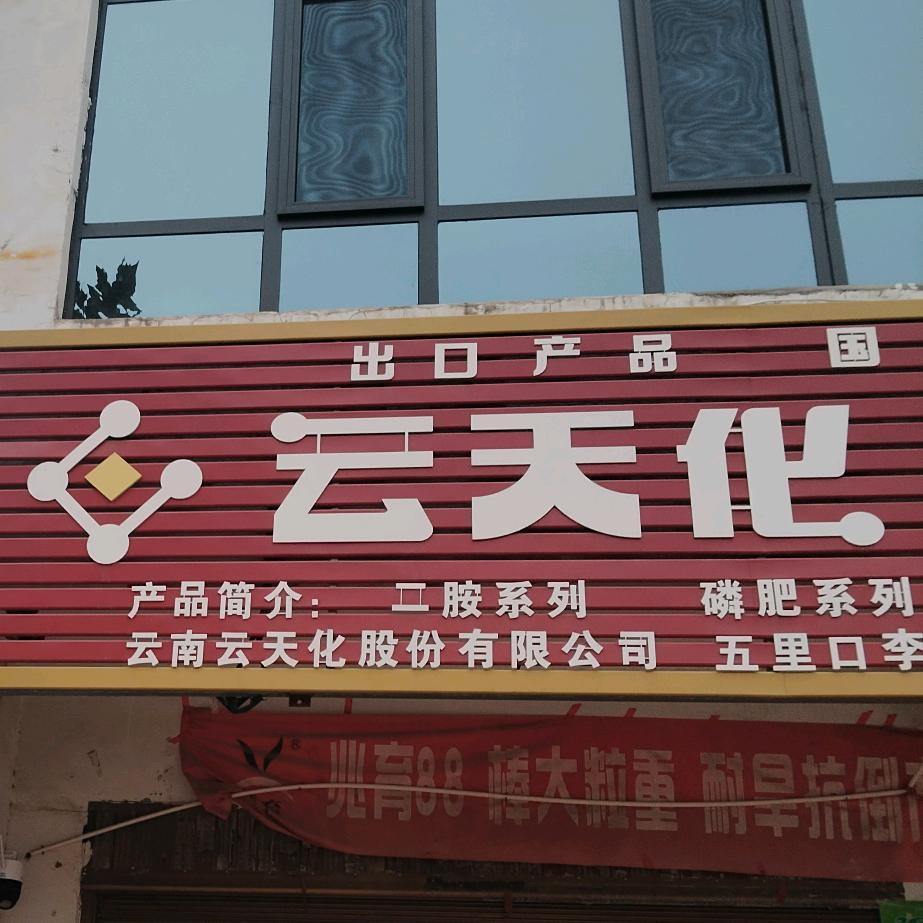 出口产品 国
云天化
产品简介: 二胺系列 磷肥系列
云南云天化股份有限公司 五里口李
兆育88 棒大粒重 耐旱抗倒